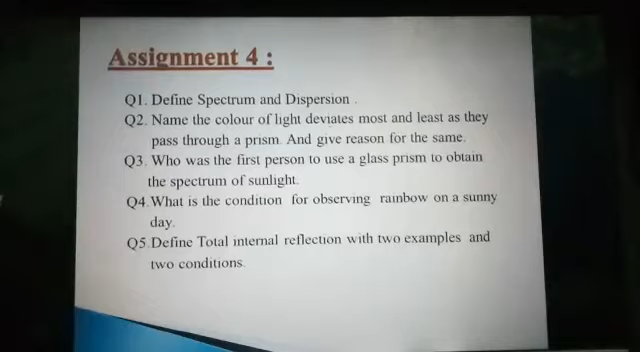 Assignment 4 :
Q1. Define Spectrum and Dispersion .
Q2. Name the colour of light deviates most and least as they
pass through a prism. And give reason for the same.
Q3. Who was the first person to use a glass prism to obtain
the spectrum of sunlight.
Q4.What is the condition for observing rainbow on a sunny
day.
Q5.Define Total internal reflection with two examples and
two conditions.